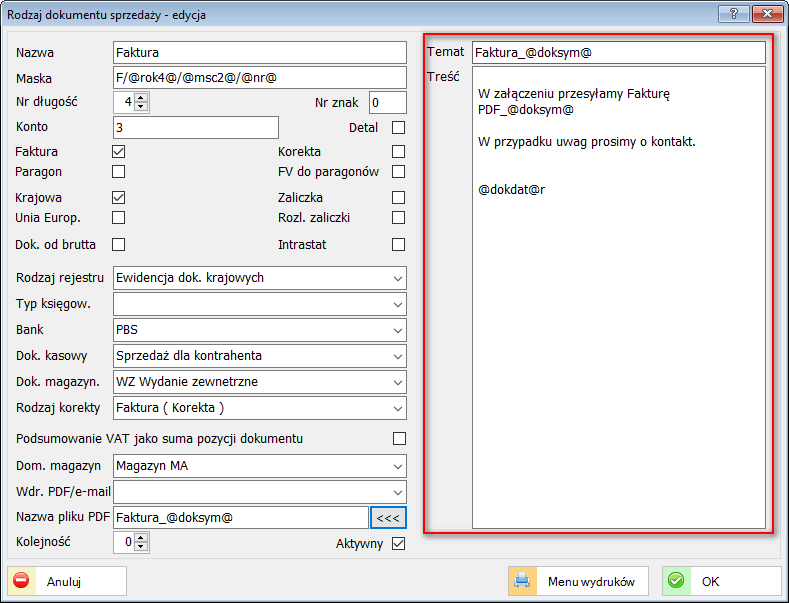 Rodzaj dokumentu sprzedaży - edycja
?
Nazwa Faktura
Maska F/@rok4@/@msc2@/@nr@
Nr długość 4 Nr znak 0
Konto 3 Detal
Faktura Korekta
Paragon FV do paragonów
Krajowa Zaliczka
Unia Europ. Rozl. zaliczki
Dok. od brutta Intrastat
Rodzaj rejestru Ewidencja dok. krajowych
Typ księgow.
Bank PBS
Dok. kasowy Sprzedaż dla kontrahenta
Dok. magazyn. WZ Wydanie zewnetrzne
Rodzaj korekty Faktura ( Korekta )
Podsumowanie VAT jako suma pozycji dokumentu
Dom. magazyn Magazyn MA
Wdr. PDF/e-mail
Nazwa pliku PDF Faktura_@doksym@ <<<
Kolejność 0 Aktywny
Temat Faktura_@doksym@
Treść
W załączeniu przesyłamy Fakturę
PDF_@doksym@
W przypadku uwag prosimy o kontakt.
@dokdat@r
Anuluj Menu wydruków OK